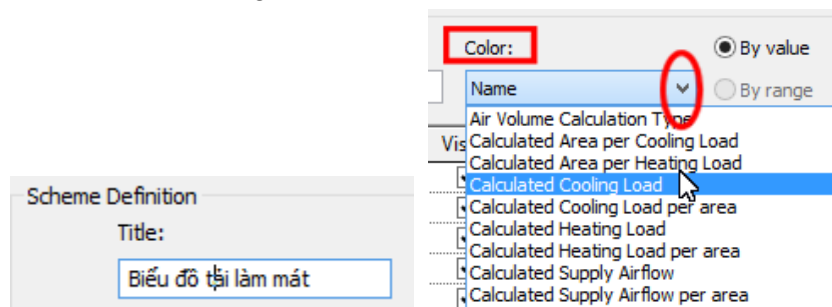 Scheme Definition
Title:
Biểu đồ tải làm mát
Color:
By value
Name
By range
Air Volume Calculation Type
Vis
Calculated Area per Cooling Load
Calculated Area per Heating Load
Calculated Cooling Load
Calculated Cooling Load per area
Calculated Heating Load
Calculated Heating Load per area
Calculated Supply Airflow
Calculated Supply Airflow per area